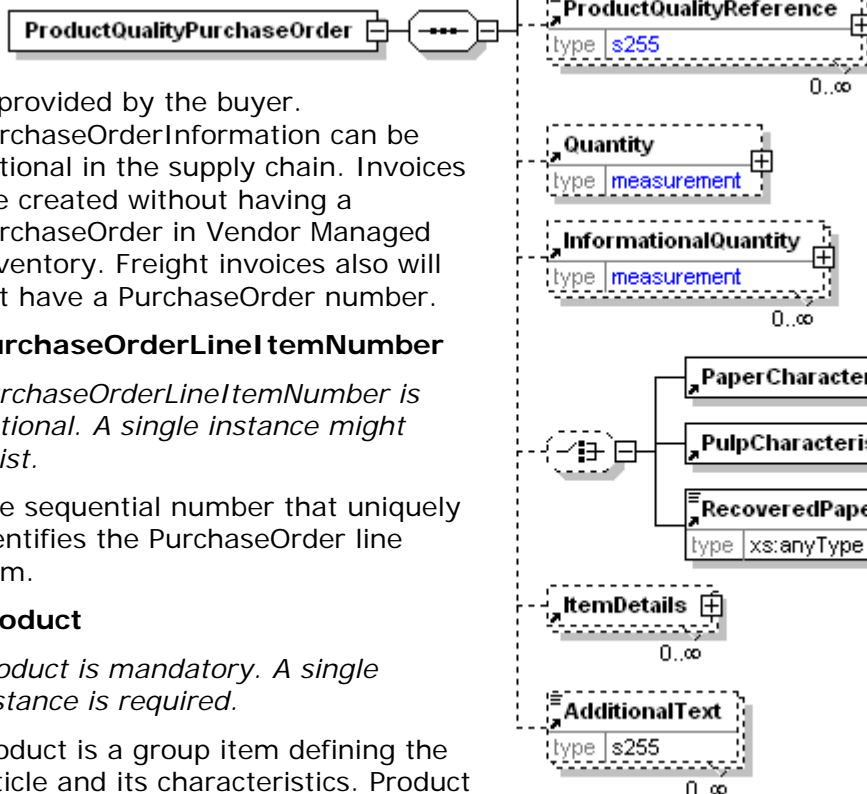 ProductQualityPurchaseOrder
provided by the buyer.
urchaseOrderInformation can be
tional in the supply chain. Invoices
e created without having a
urchaseOrder in Vendor Managed
ventory. Freight invoices also will
t have a PurchaseOrder number.
urchaseOrderLineItemNumber
urchaseOrderLineItemNumber is
tional. A single instance might
ist.
e sequential number that uniquely
entifies the PurchaseOrder line
m.
oduct
oduct is mandatory. A single
stance is required.
oduct is a group item defining the
ticle and its characteristics. Product
ProductQualityReference
type s255
0..∞
Quantity
type measurement
InformationalQuantity
type measurement
0..∞
PaperCharacter
PulpCharacteris
RecoveredPape
type xs:anyType
ItemDetails
0..∞
AdditionalText
type s255
0..∞